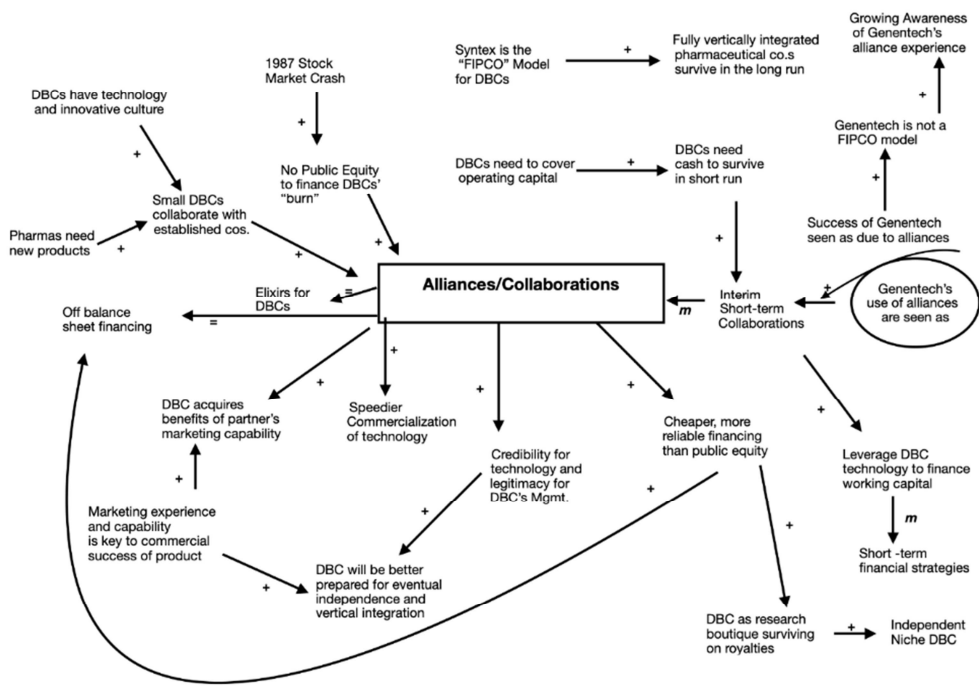 Growing Awareness
of Genentech's
alliance experience
Syntex is the
"FIPCO" Model
for DBCs
+
Fully vertically integrated
pharmaceutical co.s
survive in the long run
1987 Stock
Market Crash
DBCs have technology
and innovative culture
+
+
Genentech is not a
FIPCO model
+
No Public Equity
to finance DBCs'
"burn"
DBCs need to cover
operating capital
+
DBCs need
cash to survive
in short run
+
+
Small DBCs
collaborate with
established cos.
Pharmas need
new products
+
+
+
+
Success of Genentech
seen as due to alliances
Alliances/Collaborations
Elixirs for
DBCs
=
=
Off balance
sheet financing
m
Interim
Short-term
Collaborations
+
Genentech's
use of alliances
are seen as
+
+
+
+
+
DBC acquires
benefits of partner's
marketing capability
Speedier
Commercialization
of technology
Cheaper, more
reliable financing
than public equity
Credibility for
technology and
legitimacy for
DBC's Mgmt.
Leverage DBC
technology to finance
working capital
+
+
+
+
m
Marketing experience
and capability
is key to commercial
success of product
Short -term
financial strategies
+
DBC will be better
prepared for eventual
independence and
vertical integration
DBC as research
boutique surviving
on royalties
+
Independent
Niche DBC